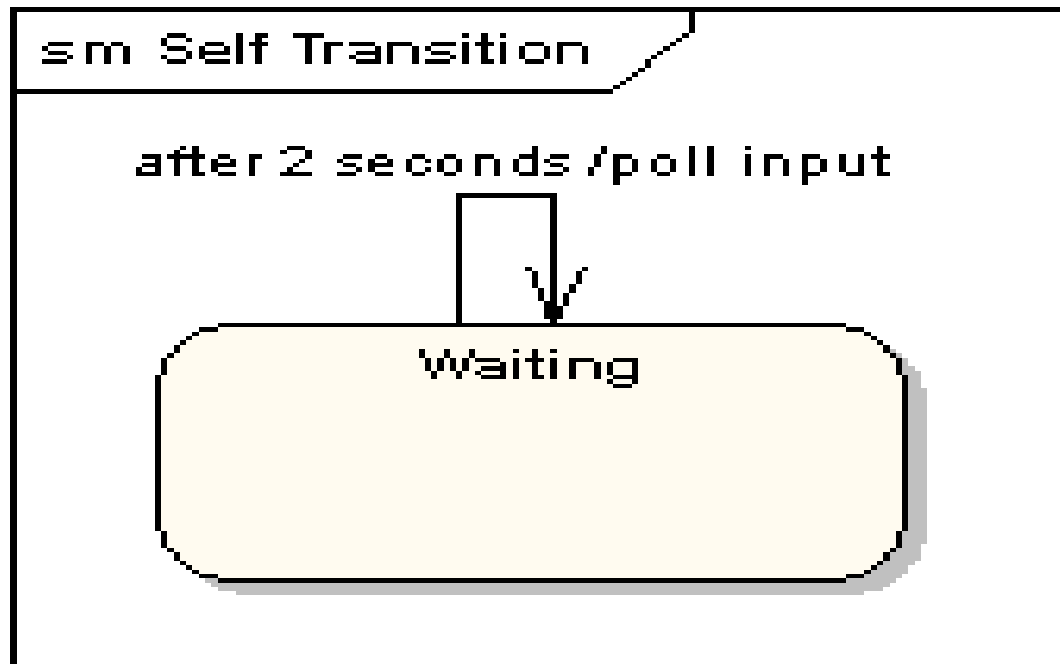 sm Self Transition
after 2 seconds /poll input
Waiting